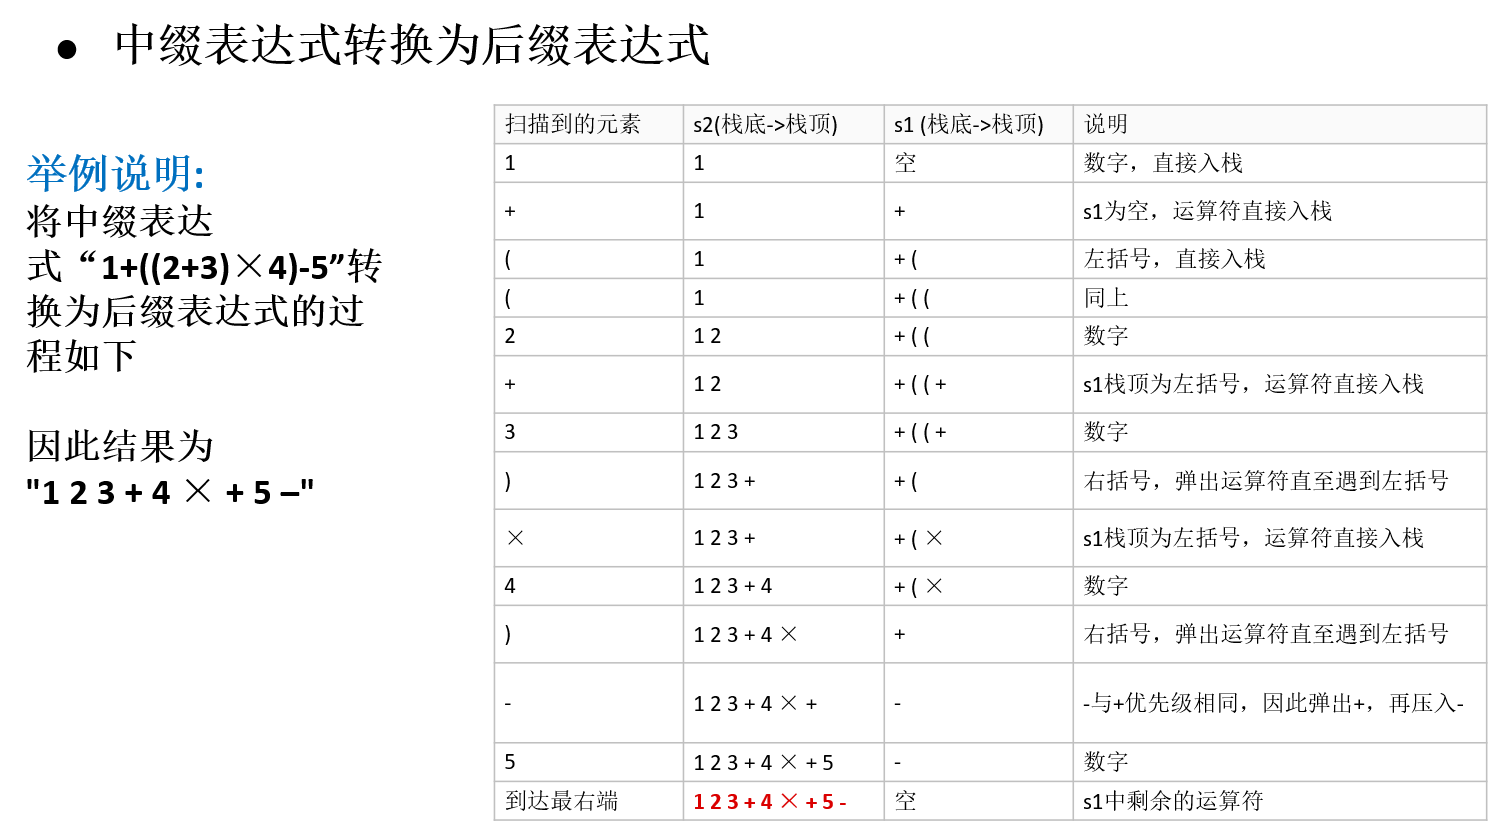 ● 中缀表达式转换为后缀表达式
举例说明:
将中缀表达
式“1+((2+3)×4)-5”转
换为后缀表达式的过
程如下
因此结果为
"1 2 3 + 4 × + 5 –"
扫描到的元素 s2(栈底->栈顶) s1 (栈底->栈顶) 说明
1 1 空 数字，直接入栈
+ 1 + s1为空，运算符直接入栈
( 1 + ( 左括号，直接入栈
( 1 + ( ( 同上
2 1 2 + ( ( 数字
+ 1 2 + ( ( + s1栈顶为左括号，运算符直接入栈
3 1 2 3 + ( ( + 数字
) 1 2 3 + + ( 右括号，弹出运算符直至遇到左括号
× 1 2 3 + + ( × s1栈顶为左括号，运算符直接入栈
4 1 2 3 + 4 + ( × 数字
) 1 2 3 + 4 × + 右括号，弹出运算符直至遇到左括号
- 1 2 3 + 4 × + - -与+优先级相同，因此弹出+，再压入-
5 1 2 3 + 4 × + 5 - 数字
到达最右端 1 2 3 + 4 × + 5 - 空 s1中剩余的运算符